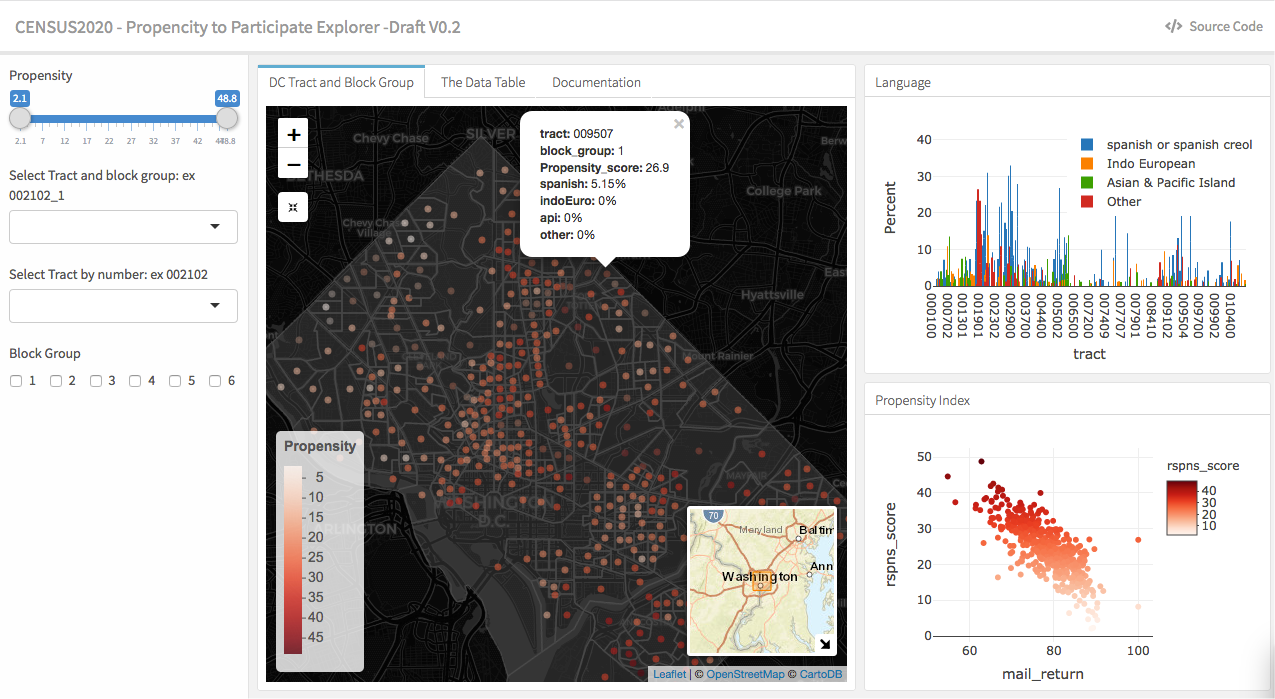 CENSUS2020 - Propencity to Participate Explorer -Draft V0.2
</> Source Code
Propensity
2.1 48.8
2.1 7 12 17 22 27 32 37 42 48.8
Select Tract and block group: ex
002102_1
Select Tract by number: ex 002102
Block Group
1 2 3 4 5 6
DC Tract and Block Group The Data Table Documentation
+
−
Chevy Chase
SILVER
BETHESDA
Chevy Chase
Village
College Park
Hyattsville
Mount Rainier
CLEVELAND
WASHINGTON
D.C.
ARLINGTON
×
tract: 009507
block_group: 1
Propensity_score: 26.9
spanish: 5.15%
indoEuro: 0%
api: 0%
other: 0%
Propensity
5
10
15
20
25
30
35
40
45
70
Maryland
Baltim
Ann
Washington
Leaflet | © OpenStreetMap © CartoDB
Language
Percent
40
30
20
10
0
spanish or spanish creol
Indo European
Asian & Pacific Island
Other
000100 000702 001301 001901 002302 002900 003700 004400 005002 006500 007200 007409 007707 007901 008410 009102 009504 009700 009902 010400
tract
Propensity Index
rspns_score
50
40
30
20
10
0
60 80 100
mail_return
rspns_score
40
30
20
10